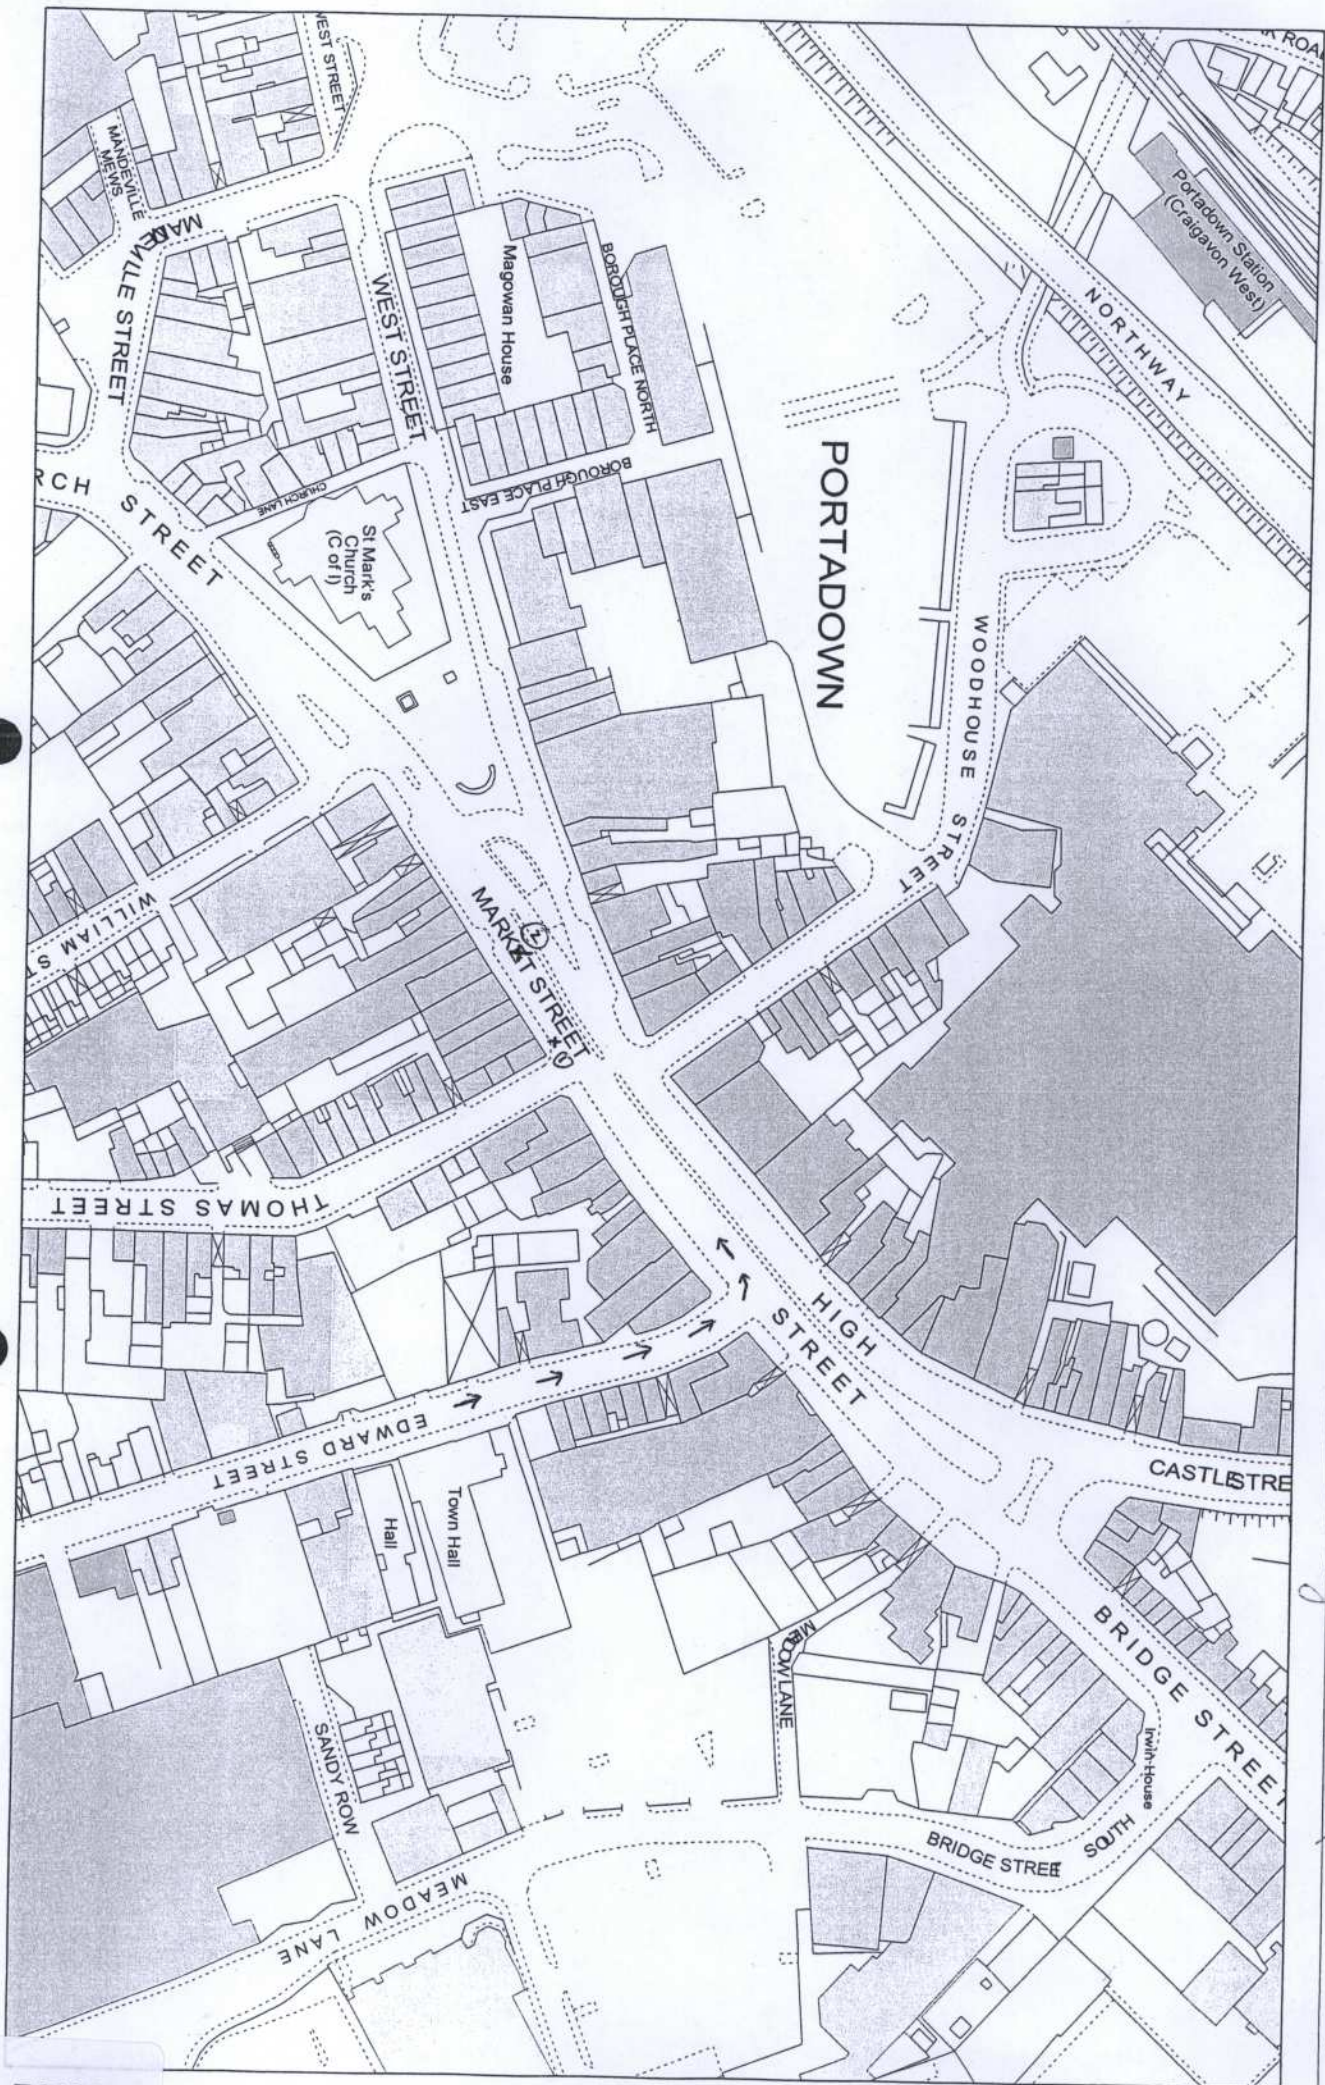 WEST STREET
MANDEVILLE
MEWS
MANDEVILLE STREET
WEST STREET
Magowan House
BOROUGH PLACE NORTH
BOROUGH PLACE EAST
Portadown Station
(Craigavon West)
NORTHWAY
PORTADOWN
RCH STREET
CHURCH LANE
St Mark's
Church
(C of I)
WOODHOUSE STREET
STREET
WILLIAM ST
MARKET STREET
2
x
x 1
THOMAS STREET
HIGH
STREET
EDWARD STREET
CASTLE STRE
Town Hall
Hall
BRIDGE STREET
MEADOW LANE
Irwin House
SANDY ROW
BRIDGE STREE SOUTH
MEADOW
LANE